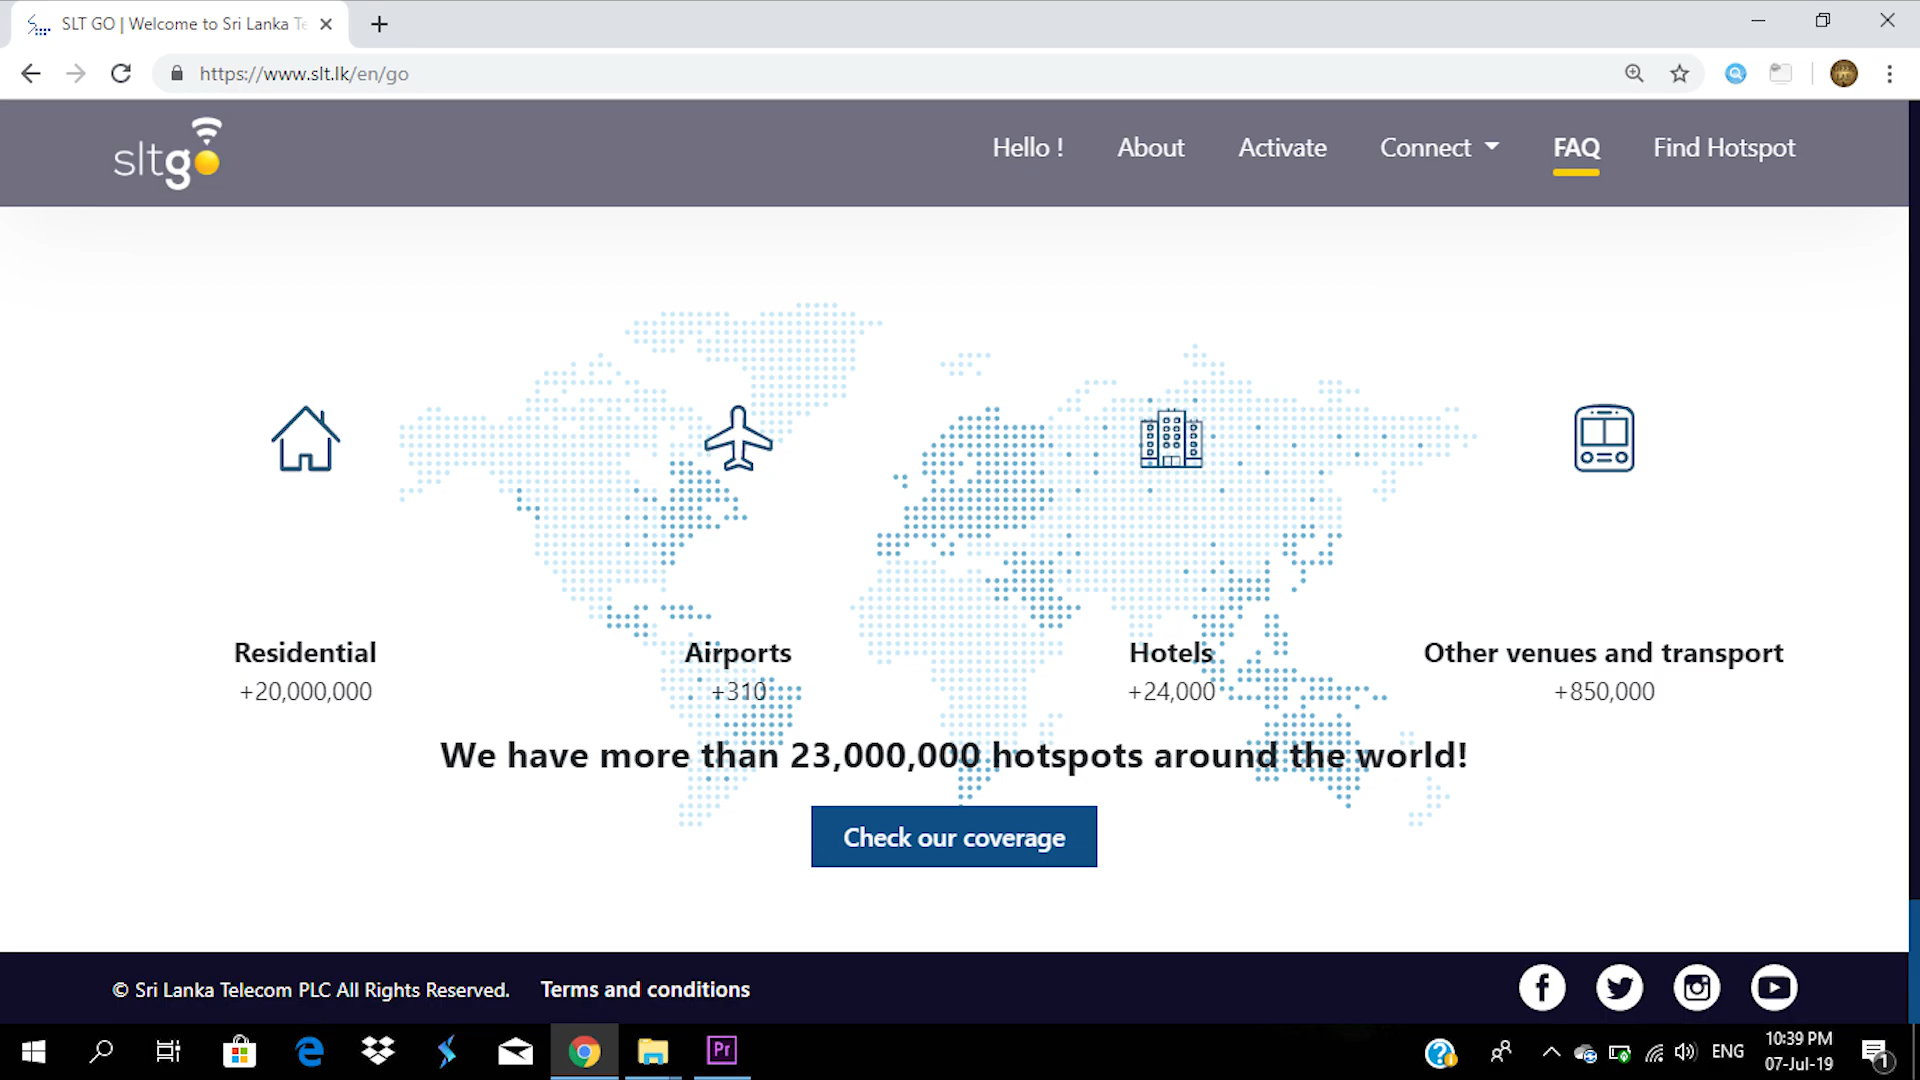 SLT GO | Welcome to Sri Lanka Te
https://www.slt.lk/en/go
sltgo
Hello !
About
Activate
Connect
FAQ
Find Hotspot
Residential
+20,000,000
Airports
+310
Hotels
+24,000
Other venues and transport
+850,000
We have more than 23,000,000 hotspots around the world!
Check our coverage
© Sri Lanka Telecom PLC All Rights Reserved.
Terms and conditions
Pr
ENG
10:39 PM
07-Jul-19
1